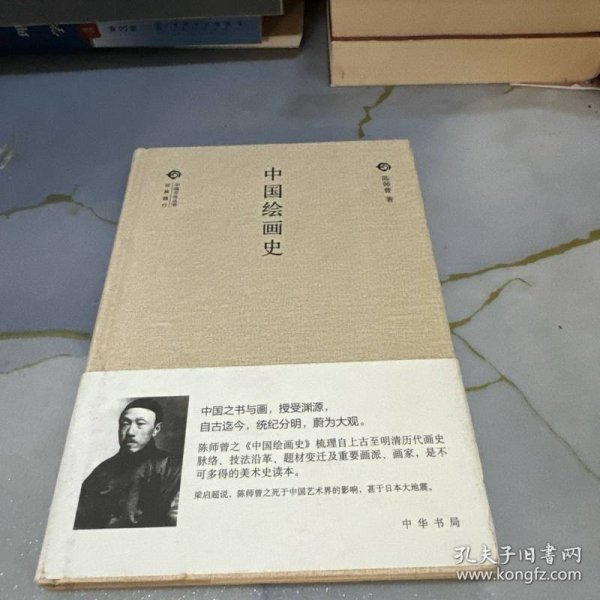 中国绘画史
陈师曾 著
中国之书与画，授受渊源，
自古迄今，统纪分明，蔚为大观。
陈师曾之《中国绘画史》梳理自上古至明清历代画史
脉络、技法沿革、题材变迁及重要画派、画家，是不
可多得的美术史读本。
梁启超说，陈师曾之死于中国艺术界的影响，甚于日本大地震。
中华书局
孔夫子旧书网
www.kongfz.com